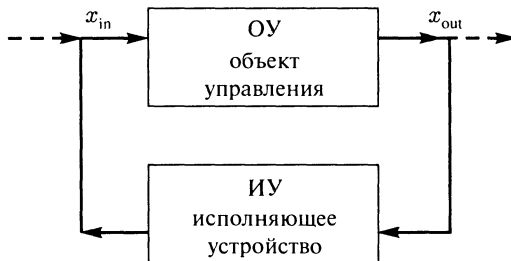 x_in
ОУ
x_out
объект
управления
ИУ
исполняющее
устройство